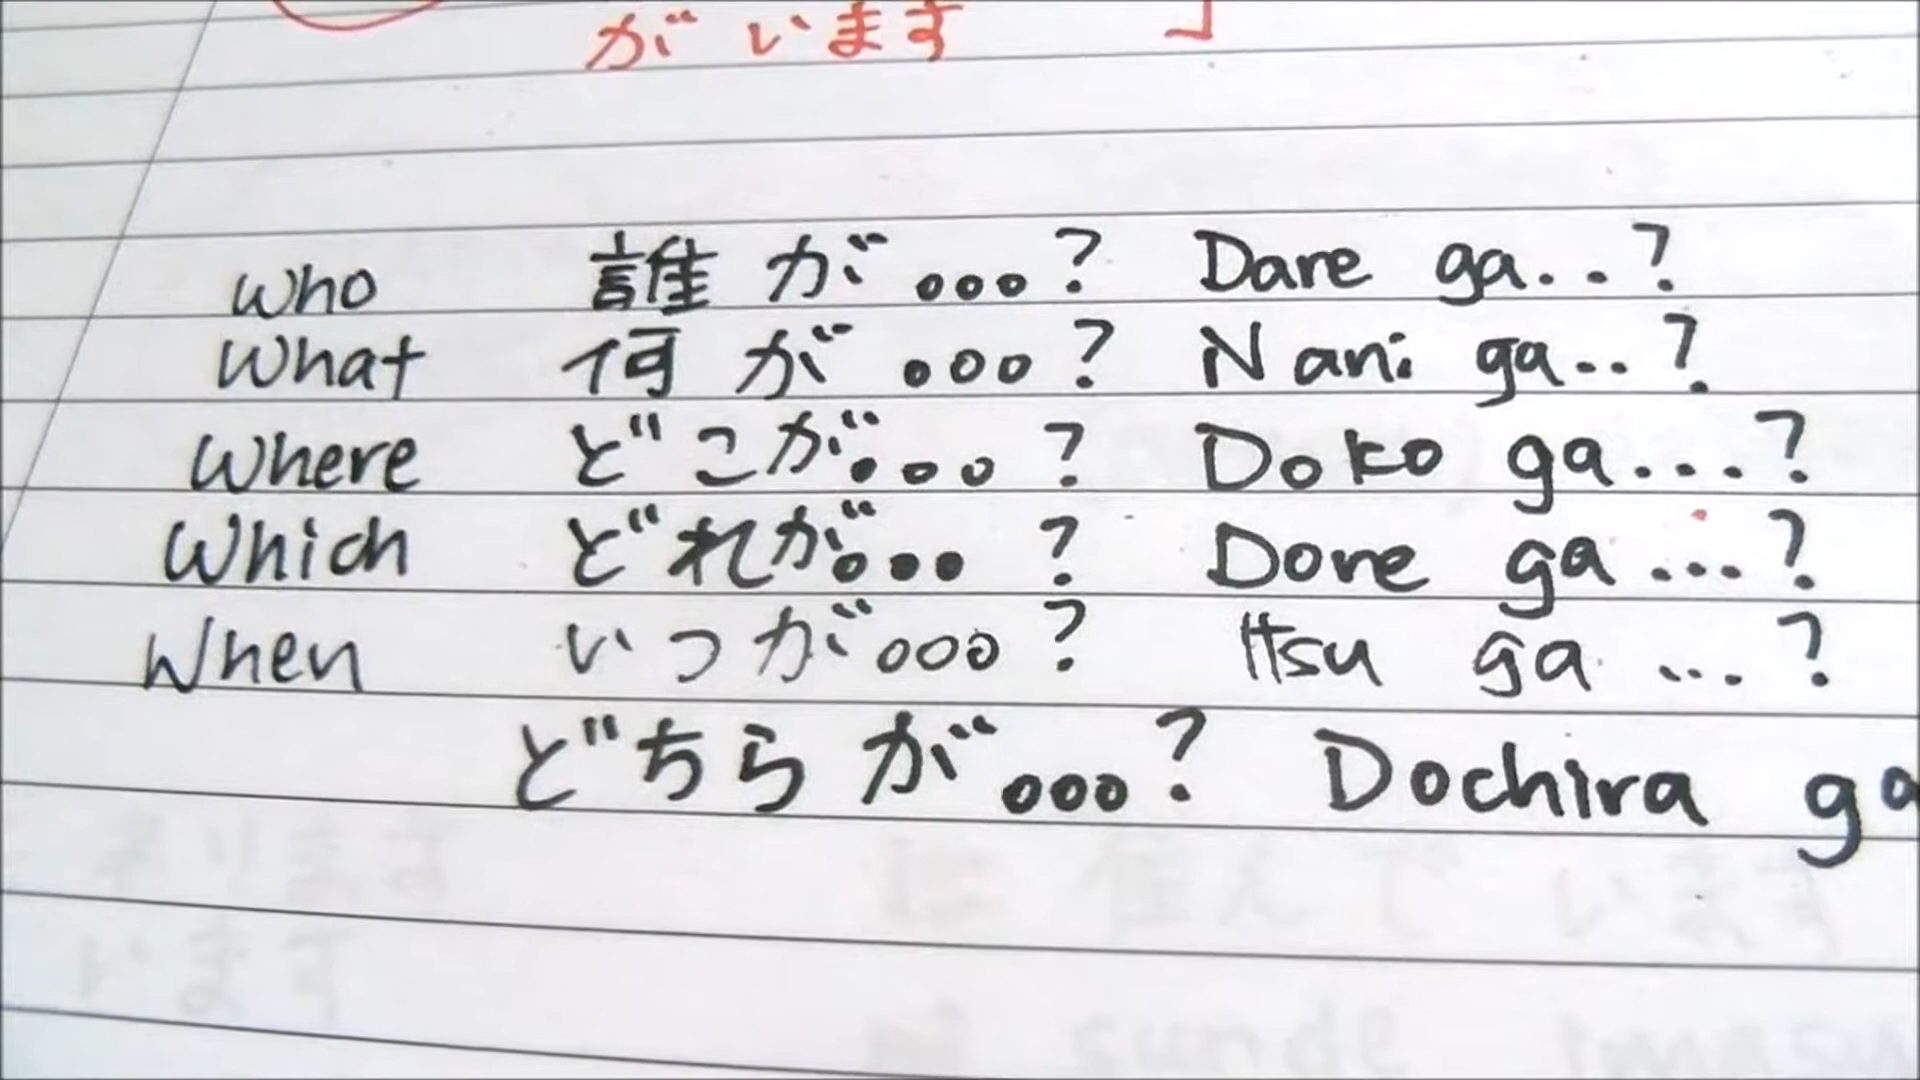 がいます 」
Who 誰が...? Dare ga..?
What 何が...? Nani ga..?
Where どこが...? Doko ga...?
Which どれが...? Dore ga...?
When いつが...? Itsu ga ...?
どちらが...? Dochira ga